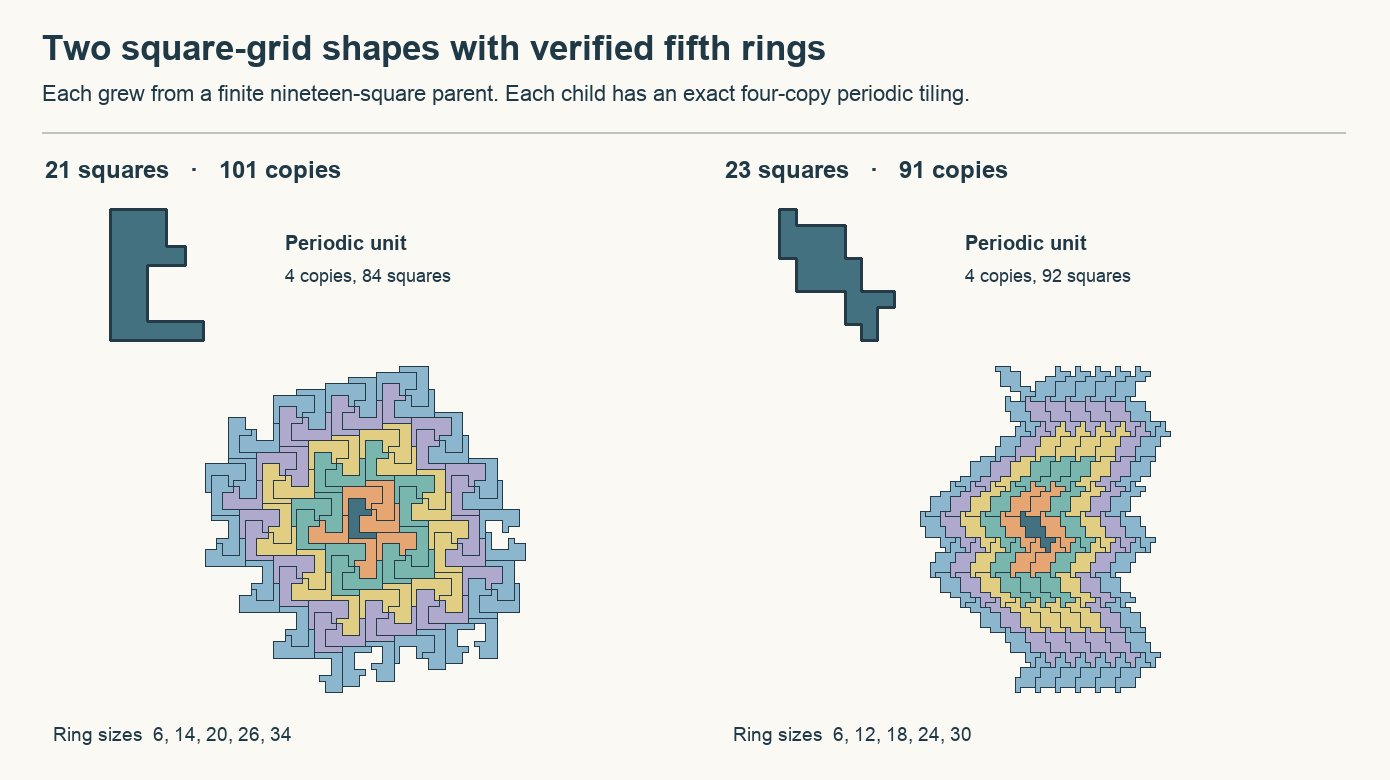 Two square-grid shapes with verified fifth rings
Each grew from a finite nineteen-square parent. Each child has an exact four-copy periodic tiling.
21 squares · 101 copies
Periodic unit
4 copies, 84 squares
Ring sizes 6, 14, 20, 26, 34
23 squares · 91 copies
Periodic unit
4 copies, 92 squares
Ring sizes 6, 12, 18, 24, 30